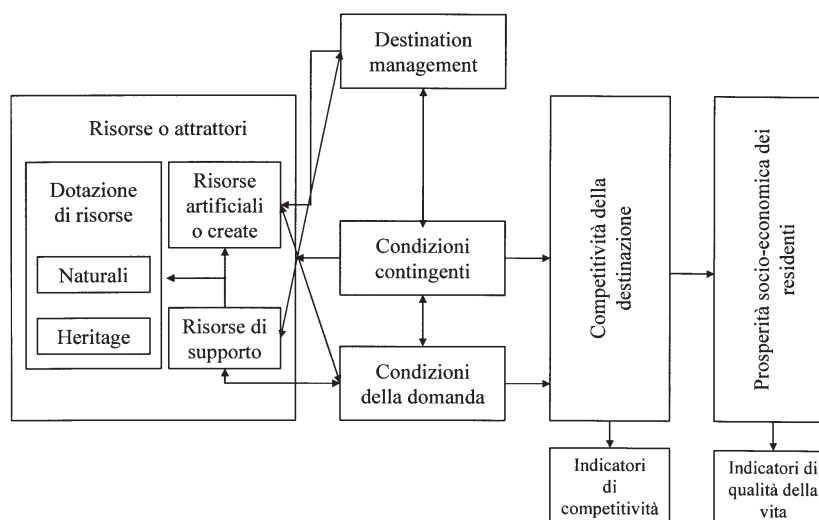 Destination
management
Risorse o attrattori
Dotazione
di risorse
Naturali
Heritage
Risorse
artificiali
o create
Risorse di
supporto
Condizioni
contingenti
Condizioni
della domanda
Competitività della
destinazione
Prosperità socio-economica dei
residenti
Indicatori
di
competitività
Indicatori di
qualità della
vita